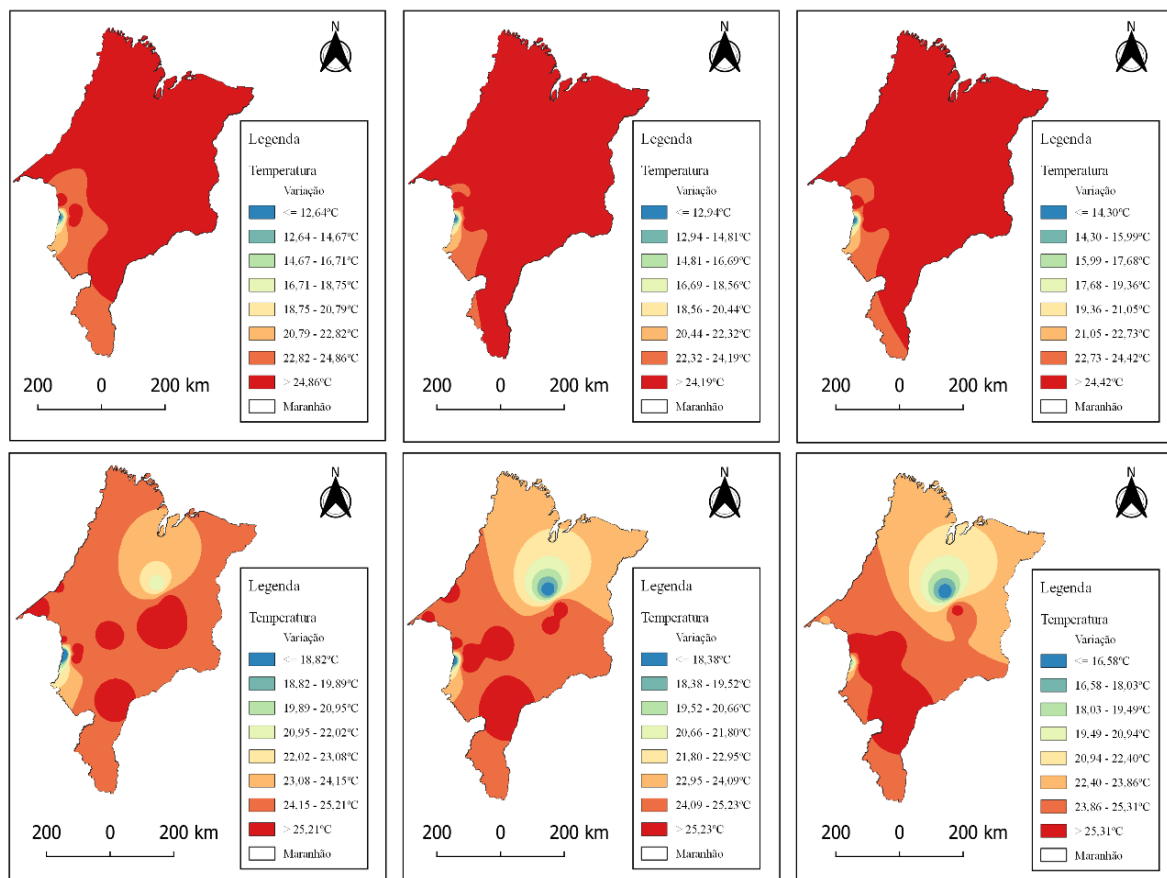 N
Legenda
Temperatura
Variação
<= 12,64ºC
12,64 - 14,67ºC
14,67 - 16,71ºC
16,71 - 18,75ºC
18,75 - 20,79ºC
20,79 - 22,82ºC
22,82 - 24,86ºC
> 24,86ºC
Maranhão
200 0 200 km
N
Legenda
Temperatura
Variação
<= 12,94ºC
12,94 - 14,81ºC
14,81 - 16,69ºC
16,69 - 18,56ºC
18,56 - 20,44ºC
20,44 - 22,32ºC
22,32 - 24,19ºC
> 24,19ºC
Maranhão
200 0 200 km
N
Legenda
Temperatura
Variação
<= 14,30ºC
14,30 - 15,99ºC
15,99 - 17,68ºC
17,68 - 19,36ºC
19,36 - 21,05ºC
21,05 - 22,73ºC
22,73 - 24,42ºC
> 24,42ºC
Maranhão
200 0 200 km
N
Legenda
Temperatura
Variação
<= 18,82ºC
18,82 - 19,89ºC
19,89 - 20,95ºC
20,95 - 22,02ºC
22,02 - 23,08ºC
23,08 - 24,15ºC
24,15 - 25,21ºC
> 25,21ºC
Maranhão
200 0 200 km
N
Legenda
Temperatura
Variação
<= 18,38ºC
18,38 - 19,52ºC
19,52 - 20,66ºC
20,66 - 21,80ºC
21,80 - 22,95ºC
22,95 - 24,09ºC
24,09 - 25,23ºC
> 25,23ºC
Maranhão
200 0 200 km
N
Legenda
Temperatura
Variação
<= 16,58ºC
16,58 - 18,03ºC
18,03 - 19,49ºC
19,49 - 20,94ºC
20,94 - 22,40ºC
22,40 - 23,86ºC
23,86 - 25,31ºC
> 25,31ºC
Maranhão
200 0 200 km